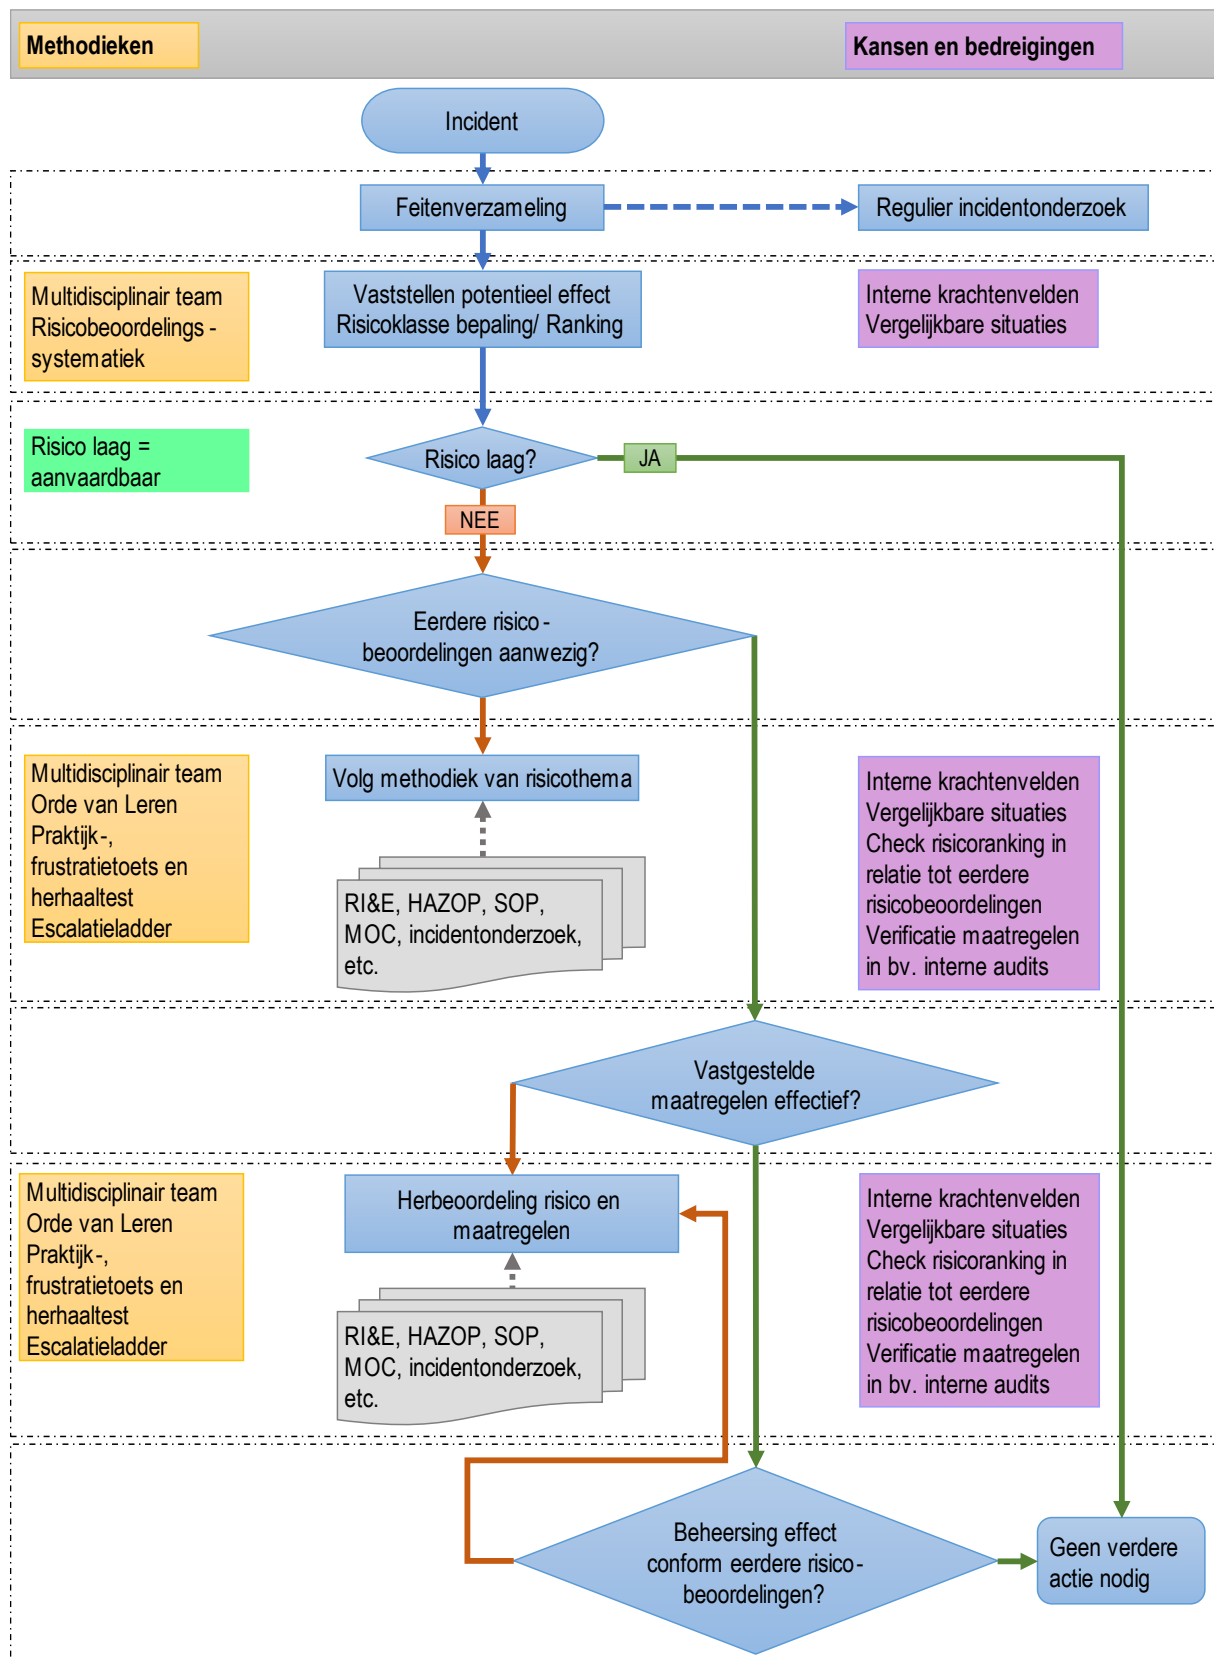 Methodieken
Kansen en bedreigingen
Incident
Feitenverzameling
Regulier incidentonderzoek
Multidisciplinair team
Risicobeoordelings -
systematiek
Vaststellen potentieel effect
Risicoklasse bepaling/ Ranking
Interne krachtenvelden
Vergelijkbare situaties
Risico laag =
aanvaardbaar
Risico laag?
JA
NEE
Eerdere risico -
beoordelingen aanwezig?
Multidisciplinair team
Orde van Leren
Praktijk-,
frustratietoets en
herhaaltest
Escalatieladder
Volg methodiek van risicothema
RI&E, HAZOP, SOP,
MOC, incidentonderzoek,
etc.
Interne krachtenvelden
Vergelijkbare situaties
Check risicoranking in
relatie tot eerdere
risicobeoordelingen
Verificatie maatregelen
in bv. interne audits
Vastgestelde
maatregelen effectief?
Multidisciplinair team
Orde van Leren
Praktijk-,
frustratietoets en
herhaaltest
Escalatieladder
Herbeoordeling risico en
maatregelen
RI&E, HAZOP, SOP,
MOC, incidentonderzoek,
etc.
Interne krachtenvelden
Vergelijkbare situaties
Check risicoranking in
relatie tot eerdere
risicobeoordelingen
Verificatie maatregelen
in bv. interne audits
Beheersing effect
conform eerdere risico-
beoordelingen?
Geen verdere
actie nodig